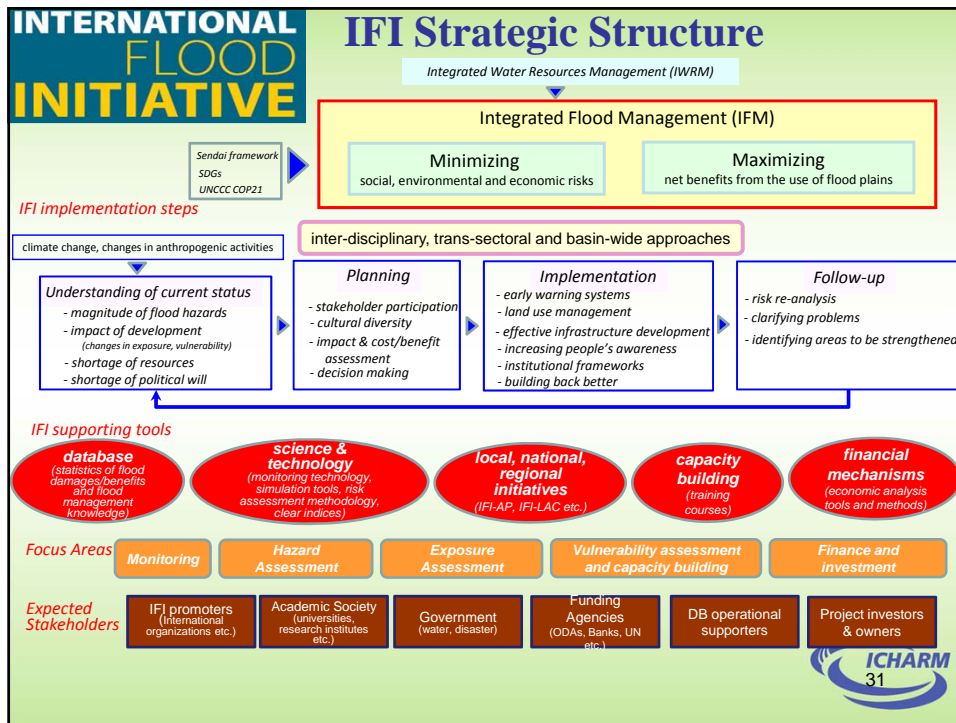 INTERNATIONAL
FLOOD
INITIATIVE
IFI Strategic Structure
Integrated Water Resources Management (IWRM)
Integrated Flood Management (IFM)
Minimizing
social, environmental and economic risks
Maximizing
net benefits from the use of flood plains
Sendai framework
SDGs
UNCCC COP21
IFI implementation steps
climate change, changes in anthropogenic activities
inter-disciplinary, trans-sectoral and basin-wide approaches
Understanding of current status
- magnitude of flood hazards
- impact of development
(changes in exposure, vulnerability)
- shortage of resources
- shortage of political will
Planning
- stakeholder participation
- cultural diversity
- impact & cost/benefit
assessment
- decision making
Implementation
- early warning systems
- land use management
- effective infrastructure development
- increasing people's awareness
- institutional frameworks
- building back better
Follow-up
- risk re-analysis
- clarifying problems
- identifying areas to be strengthened
IFI supporting tools
database
(statistics of flood
damages/benefits
and flood
management
knowledge)
science &
technology
(monitoring technology,
simulation tools, risk
assessment methodology,
clear indices)
local, national,
regional
initiatives
(IFI-AP, IFI-LAC etc.)
capacity
building
(training
courses)
financial
mechanisms
(economic analysis
tools and methods)
Focus Areas
Monitoring
Hazard
Assessment
Exposure
Assessment
Vulnerability assessment
and capacity building
Finance and
investment
Expected
Stakeholders
IFI promoters
(International
organizations etc.)
Academic Society
(universities,
research institutes
etc.)
Government
(water, disaster)
Funding
Agencies
(ODAs, Banks, UN
etc.)
DB operational
supporters
Project investors
& owners
ICHARM
31